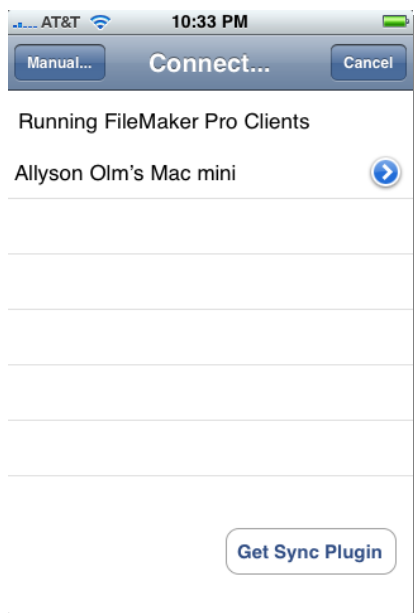 AT&T 10:33 PM
Manual... Connect... Cancel
Running FileMaker Pro Clients
Allyson Olm's Mac mini
Get Sync Plugin